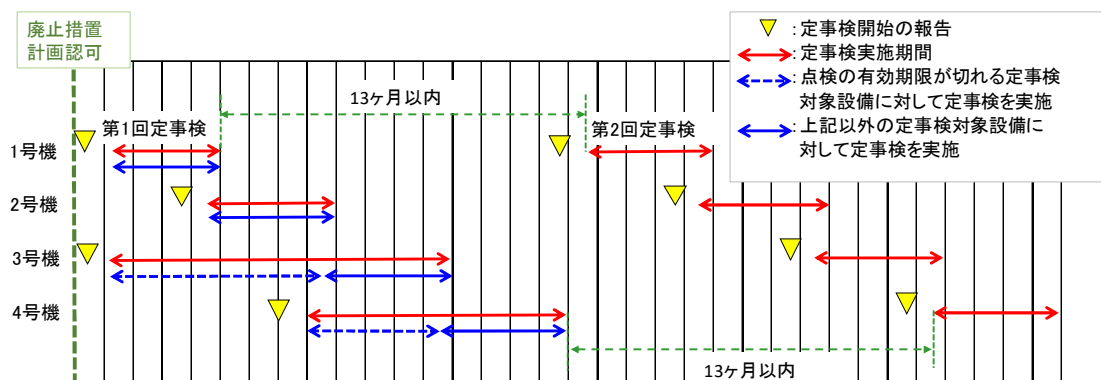 廃止措置
計画認可
:定事検開始の報告
:定事検実施期間
:点検の有効期限が切れる定事検
対象設備に対して定事検を実施
:上記以外の定事検対象設備に
対して定事検を実施
13ヶ月以内
第1回定事検
第2回定事検
1号機
2号機
3号機
4号機
13ヶ月以内